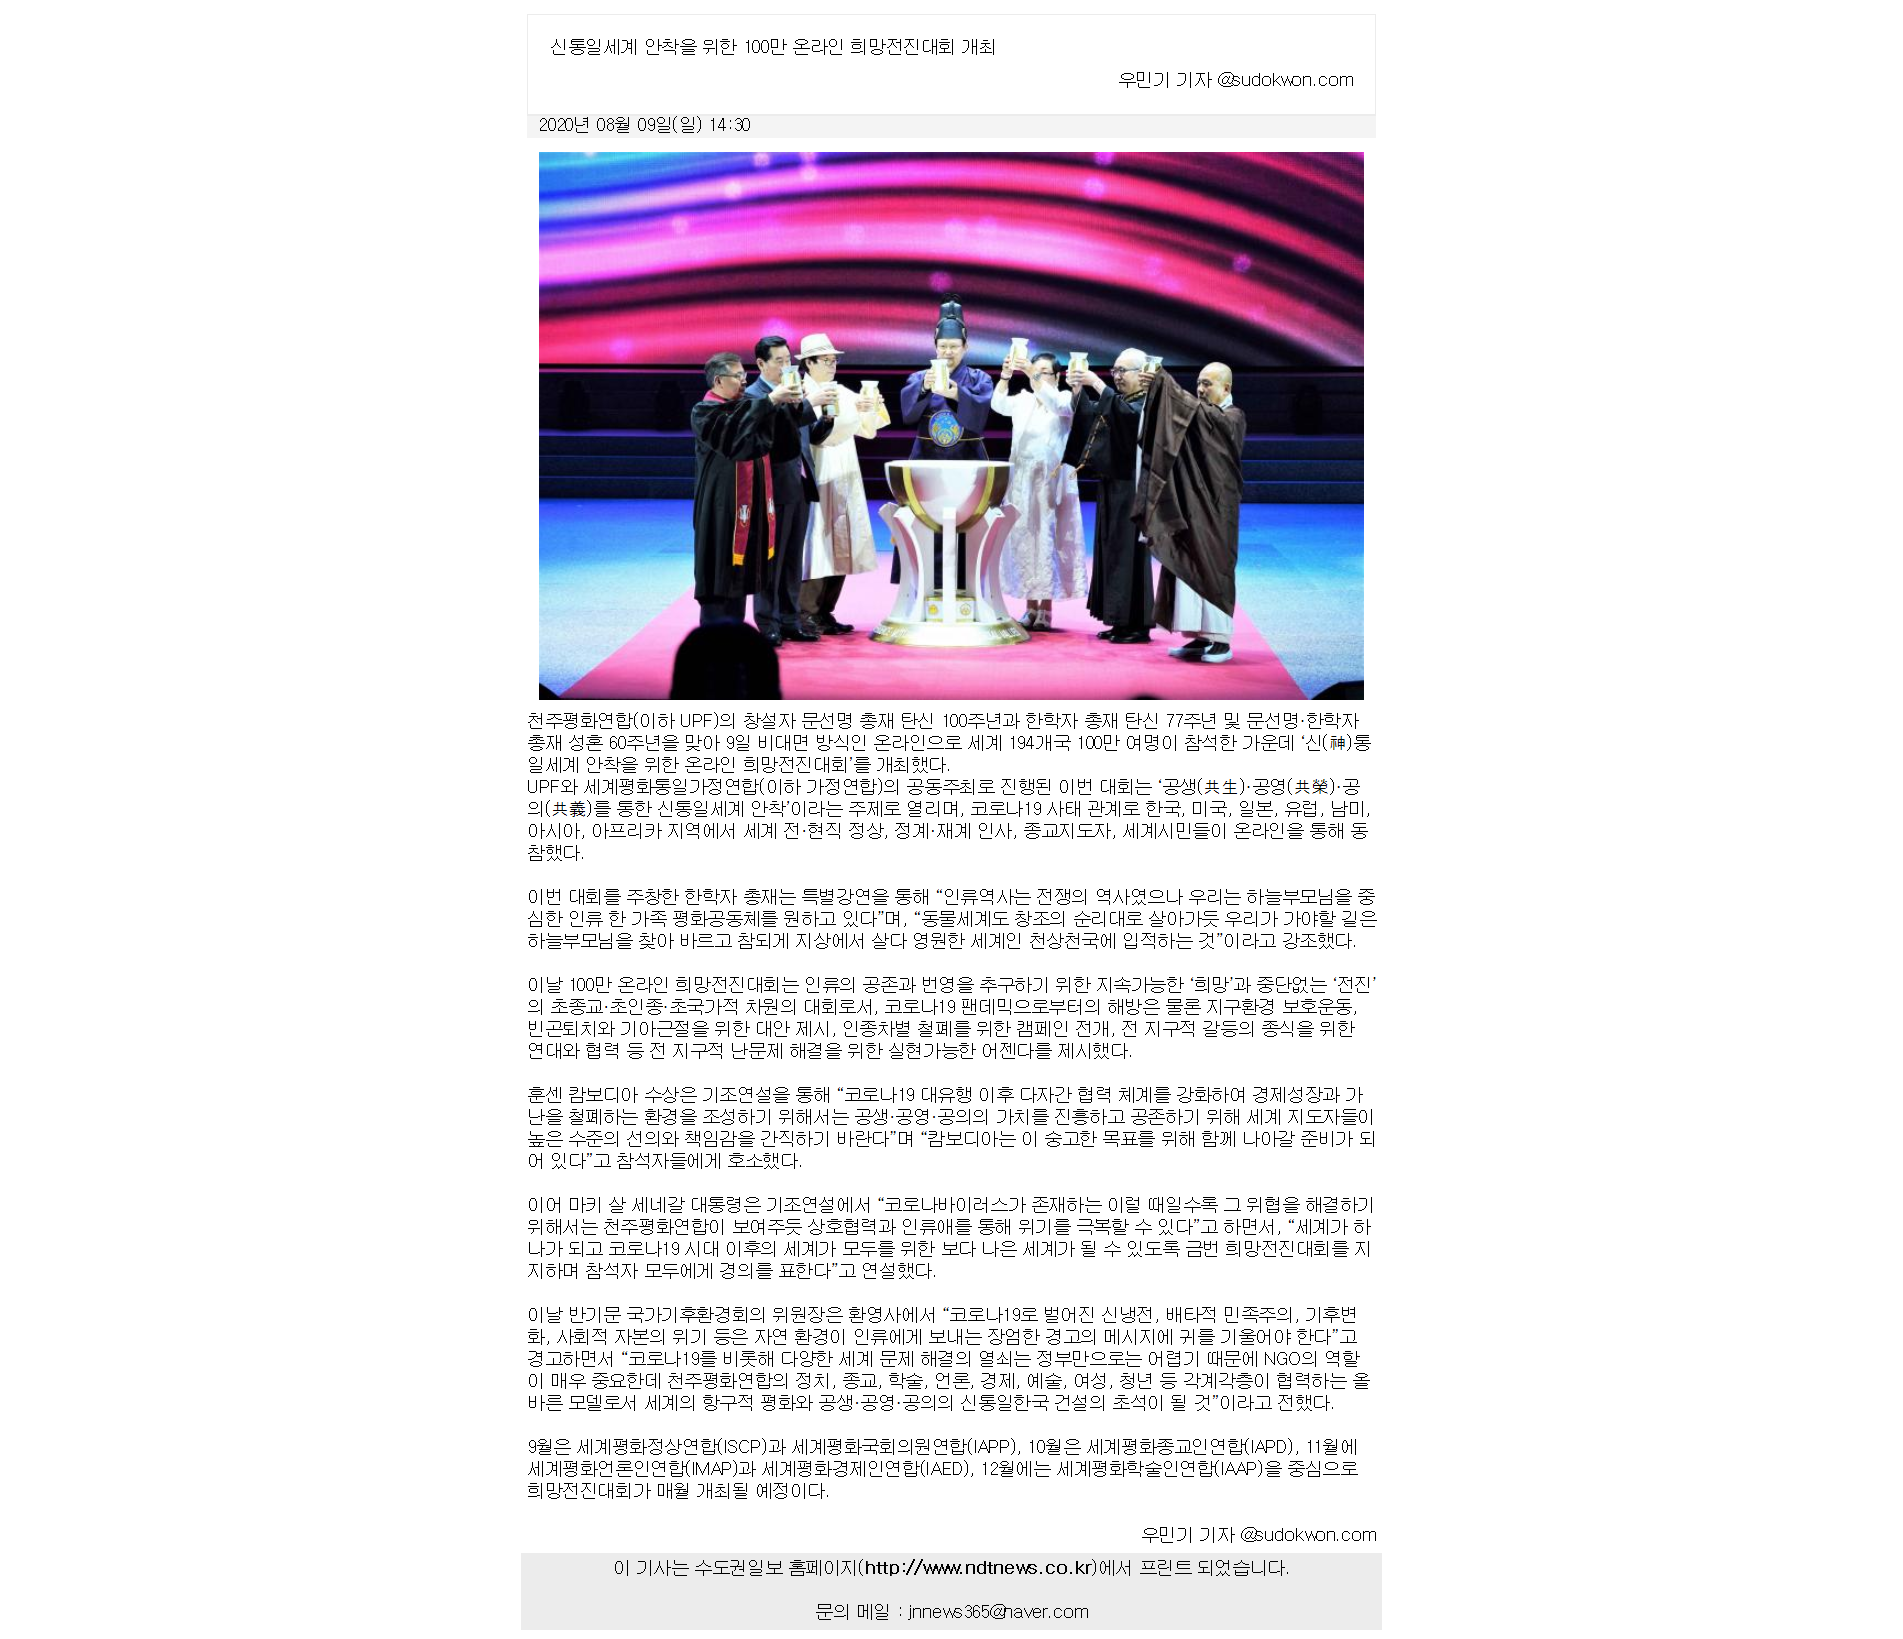 신통일세계 안착을 위한 100만 온라인 희망전진대회 개최
우민기 기자 @sudokwon.com
2020년 08월 09일(일) 14:30
천주평화연합(이하 UPF)의 창설자 문선명 총재 탄신 100주년과 한학자 총재 탄신 77주년 및 문선명·한학자
총재 성혼 60주년을 맞아 9일 비대면 방식인 온라인으로 세계 194개국 100만 여명이 참석한 가운데 ‘신(神)통
일세계 안착을 위한 온라인 희망전진대회’를 개최했다.
UPF와 세계평화통일가정연합(이하 가정연합)의 공동주최로 진행된 이번 대회는 ‘공생(共生)·공영(共榮)·공
의(共義)를 통한 신통일세계 안착’이라는 주제로 열리며, 코로나19 사태 관계로 한국, 미국, 일본, 유럽, 남미,
아시아, 아프리카 지역에서 세계 전·현직 정상, 정계·재계 인사, 종교지도자, 세계시민들이 온라인을 통해 동
참했다.
이번 대회를 주창한 한학자 총재는 특별강연을 통해 “인류역사는 전쟁의 역사였으나 우리는 하늘부모님을 중
심한 인류 한 가족 평화공동체를 원하고 있다”며, “동물세계도 창조의 순리대로 살아가듯 우리가 가야할 길은
하늘부모님을 찾아 바르고 참되게 지상에서 살다 영원한 세계인 천상천국에 입적하는 것”이라고 강조했다.
이날 100만 온라인 희망전진대회는 인류의 공존과 번영을 추구하기 위한 지속가능한 ‘희망’과 중단없는 ‘전진’
의 초종교·초인종·초국가적 차원의 대회로서, 코로나19 팬데믹으로부터의 해방은 물론 지구환경 보호운동,
빈곤퇴치와 기아근절을 위한 대안 제시, 인종차별 철폐를 위한 캠페인 전개, 전 지구적 갈등의 종식을 위한
연대와 협력 등 전 지구적 난문제 해결을 위한 실현가능한 어젠다를 제시했다.
훈센 캄보디아 수상은 기조연설을 통해 “코로나19 대유행 이후 다자간 협력 체계를 강화하여 경제성장과 가
난을 철폐하는 환경을 조성하기 위해서는 공생·공영·공의의 가치를 진흥하고 공존하기 위해 세계 지도자들이
높은 수준의 선의와 책임감을 간직하기 바란다”며 “캄보디아는 이 숭고한 목표를 위해 함께 나아갈 준비가 되
어 있다”고 참석자들에게 호소했다.
이어 마키 살 세네갈 대통령은 기조연설에서 “코로나바이러스가 존재하는 이럴 때일수록 그 위협을 해결하기
위해서는 천주평화연합이 보여주듯 상호협력과 인류애를 통해 위기를 극복할 수 있다”고 하면서, “세계가 하
나가 되고 코로나19 시대 이후의 세계가 모두를 위한 보다 나은 세계가 될 수 있도록 금번 희망전진대회를 지
지하며 참석자 모두에게 경의를 표한다”고 연설했다.
이날 반기문 국가기후환경회의 위원장은 환영사에서 “코로나19로 벌어진 신냉전, 배타적 민족주의, 기후변
화, 사회적 자본의 위기 등은 자연 환경이 인류에게 보내는 장엄한 경고의 메시지에 귀를 기울어야 한다”고
경고하면서 “코로나19를 비롯해 다양한 세계 문제 해결의 열쇠는 정부만으로는 어렵기 때문에 NGO의 역할
이 매우 중요한데 천주평화연합의 정치, 종교, 학술, 언론, 경제, 예술, 여성, 청년 등 각계각층이 협력하는 올
바른 모델로서 세계의 항구적 평화와 공생·공영·공의의 신통일한국 건설의 초석이 될 것”이라고 전했다.
9월은 세계평화정상연합(ISCP)과 세계평화국회의원연합(IAPP), 10월은 세계평화종교인연합(IAPD), 11월에
세계평화언론인연합(IMAP)과 세계평화경제인연합(IAED), 12월에는 세계평화학술인연합(IAAP)을 중심으로
희망전진대회가 매월 개최될 예정이다.
우민기 기자 @sudokwon.com
이 기사는 수도권일보 홈페이지(http://www.ndtnews.co.kr)에서 프린트 되었습니다.
문의 메일 : jnnews365@naver.com